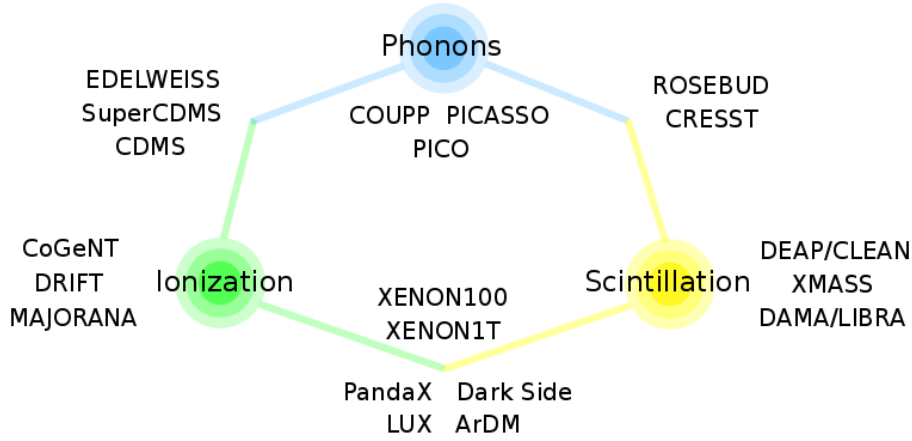 Phonons
EDELWEISS
SuperCDMS
CDMS
COUPP PICASSO
PICO
ROSEBUD
CRESST
CoGeNT
DRIFT
MAJORANA
Ionization
XENON100
XENON1T
Scintillation
DEAP/CLEAN
XMASS
DAMA/LIBRA
PandaX Dark Side
LUX ArDM